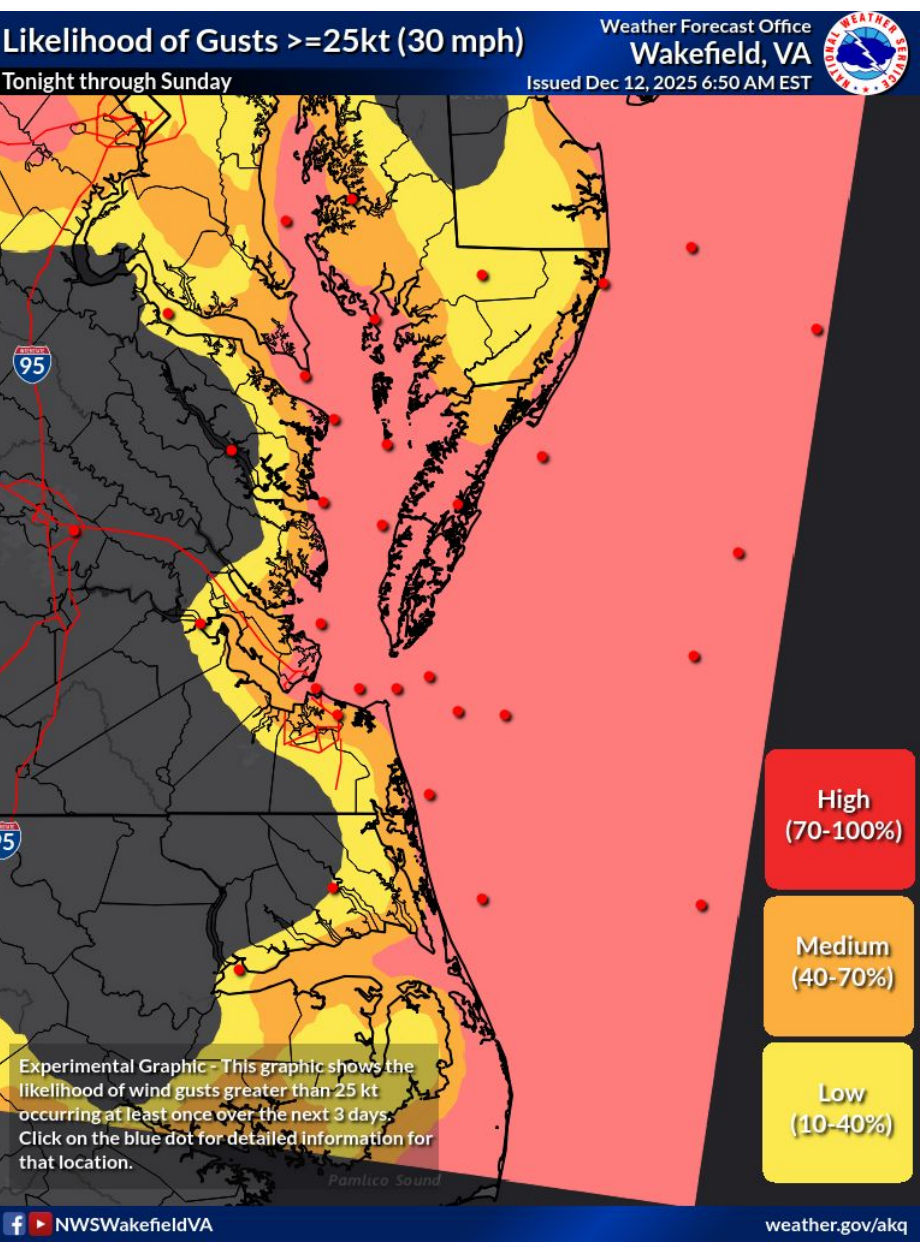 Likelihood of Gusts >=25kt (30 mph)
Tonight through Sunday
Weather Forecast Office
Wakefield, VA
Issued Dec 12, 2025 6:50 AM EST
NATIONAL WEATHER SERVICE
95
95
High
(70-100%)
Medium
(40-70%)
Low
(10-40%)
Experimental Graphic - This graphic shows the
likelihood of wind gusts greater than 25 kt
occurring at least once over the next 3 days.
Click on the blue dot for detailed information for
that location.
Pamlico Sound
NWSWakefieldVA
weather.gov/akq